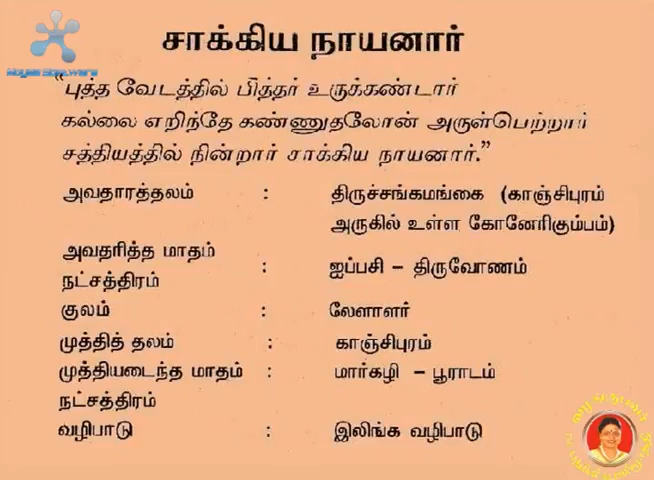 சாக்கிய நாயனார்
"புத்த வேடத்தில் பித்தர் உருக்கண்டார்
கல்லை எறிந்தே கண்ணுதலோன் அருள்பெற்றார்
சத்தியத்தில் நின்றார் சாக்கிய நாயனார்."
அவதாரத்தலம் : திருச்சங்கமங்கை (காஞ்சிபுரம்
அருகில் உள்ள கோனேரிகும்பம்)
அவதரித்த மாதம்
நட்சத்திரம் : ஐப்பசி – திருவோணம்
குலம் : லேளாளர்
முத்தித் தலம் : காஞ்சிபுரம்
முத்தியடைந்த மாதம் : மார்கழி – பூராடம்
நட்சத்திரம்
வழிபாடு : இலிங்க வழிபாடு